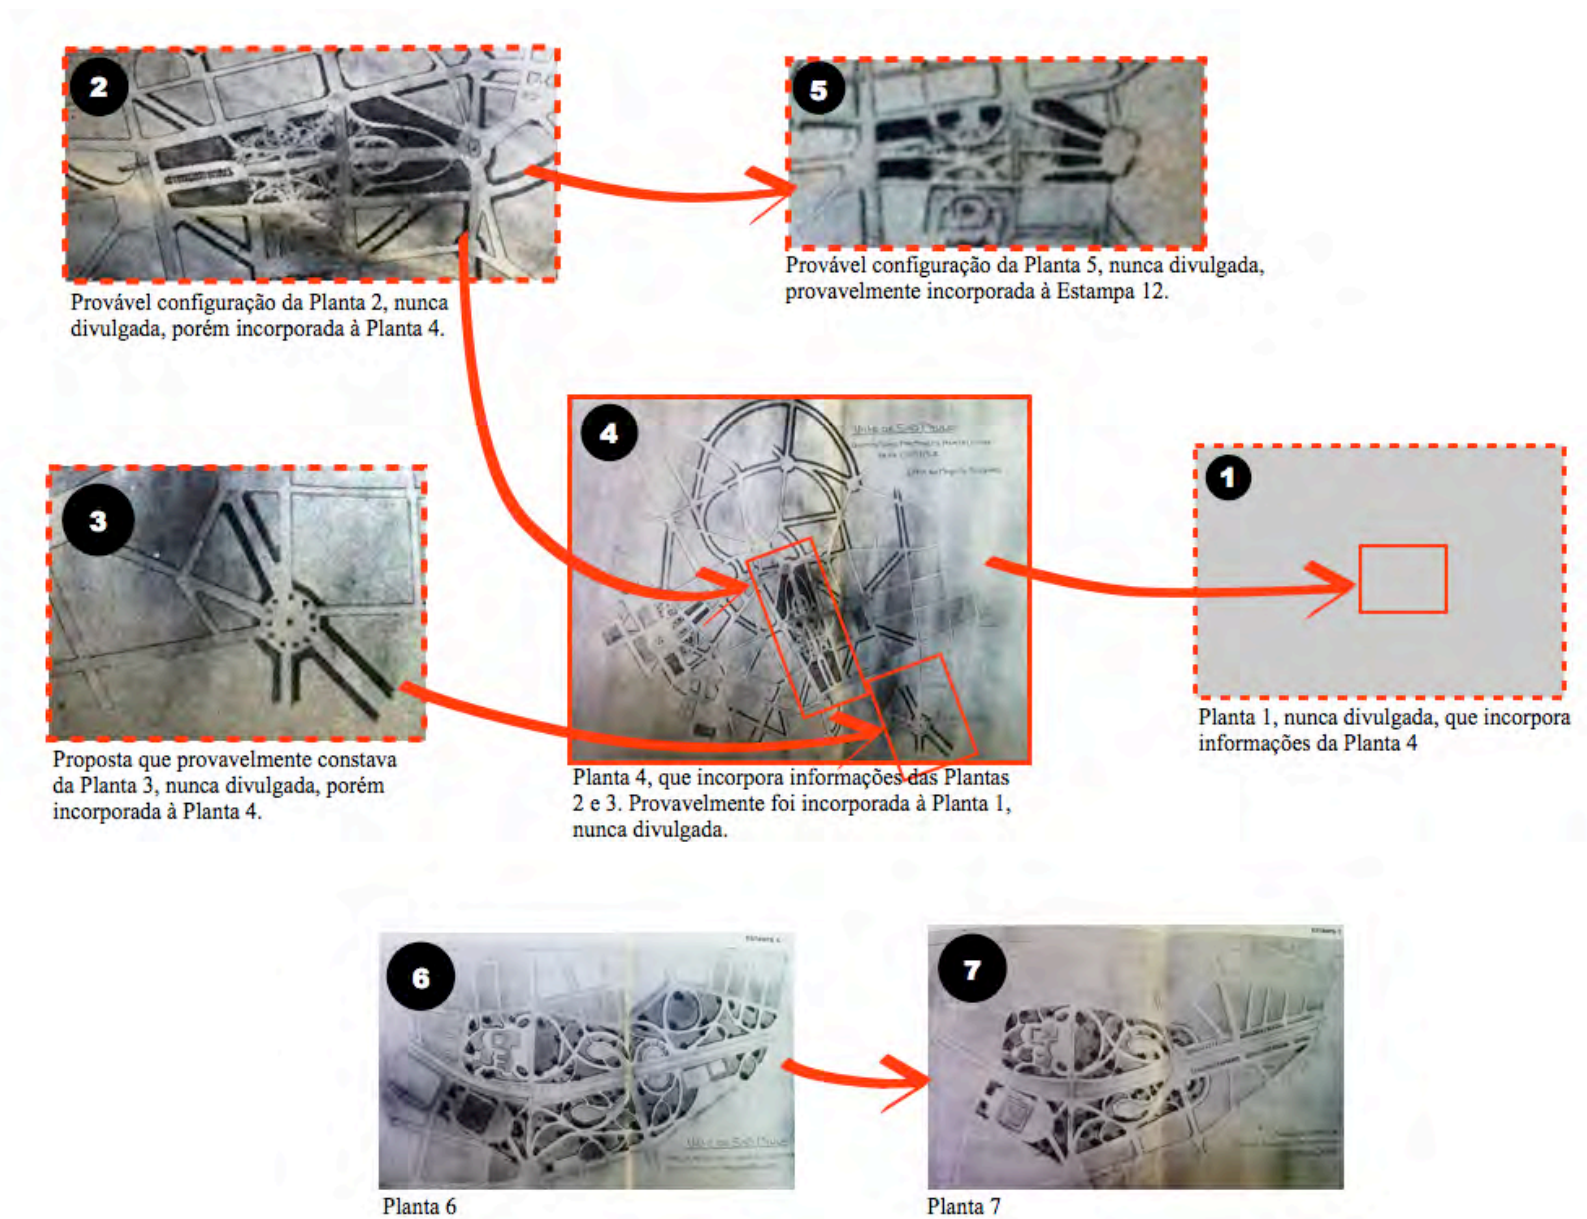 2
5
Provável configuração da Planta 2, nunca
divulgada, porém incorporada à Planta 4.
Provável configuração da Planta 5, nunca divulgada,
provavelmente incorporada à Estampa 12.
3
4
1
Proposta que provavelmente constava
da Planta 3, nunca divulgada, porém
incorporada à Planta 4.
Planta 4, que incorpora informações das Plantas
2 e 3. Provavelmente foi incorporada à Planta 1,
nunca divulgada.
Planta 1, nunca divulgada, que incorpora
informações da Planta 4
6
7
Planta 6
Planta 7